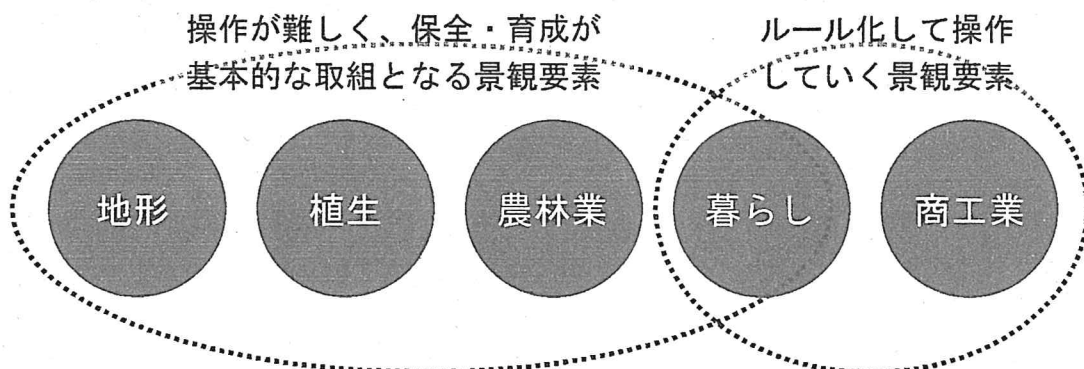 操作が難しく、保全・育成が
基本的な取組となる景観要素
ルール化して操作
していく景観要素
地形
植生
農林業
暮らし
商工業